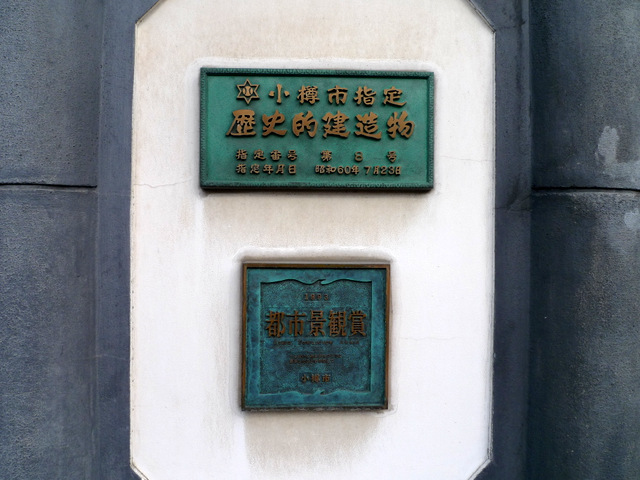 小樽市指定
歴史的建造物
指定番号 第8号
指定年月日 昭和60年7月23日
都市景観賞
小樽市